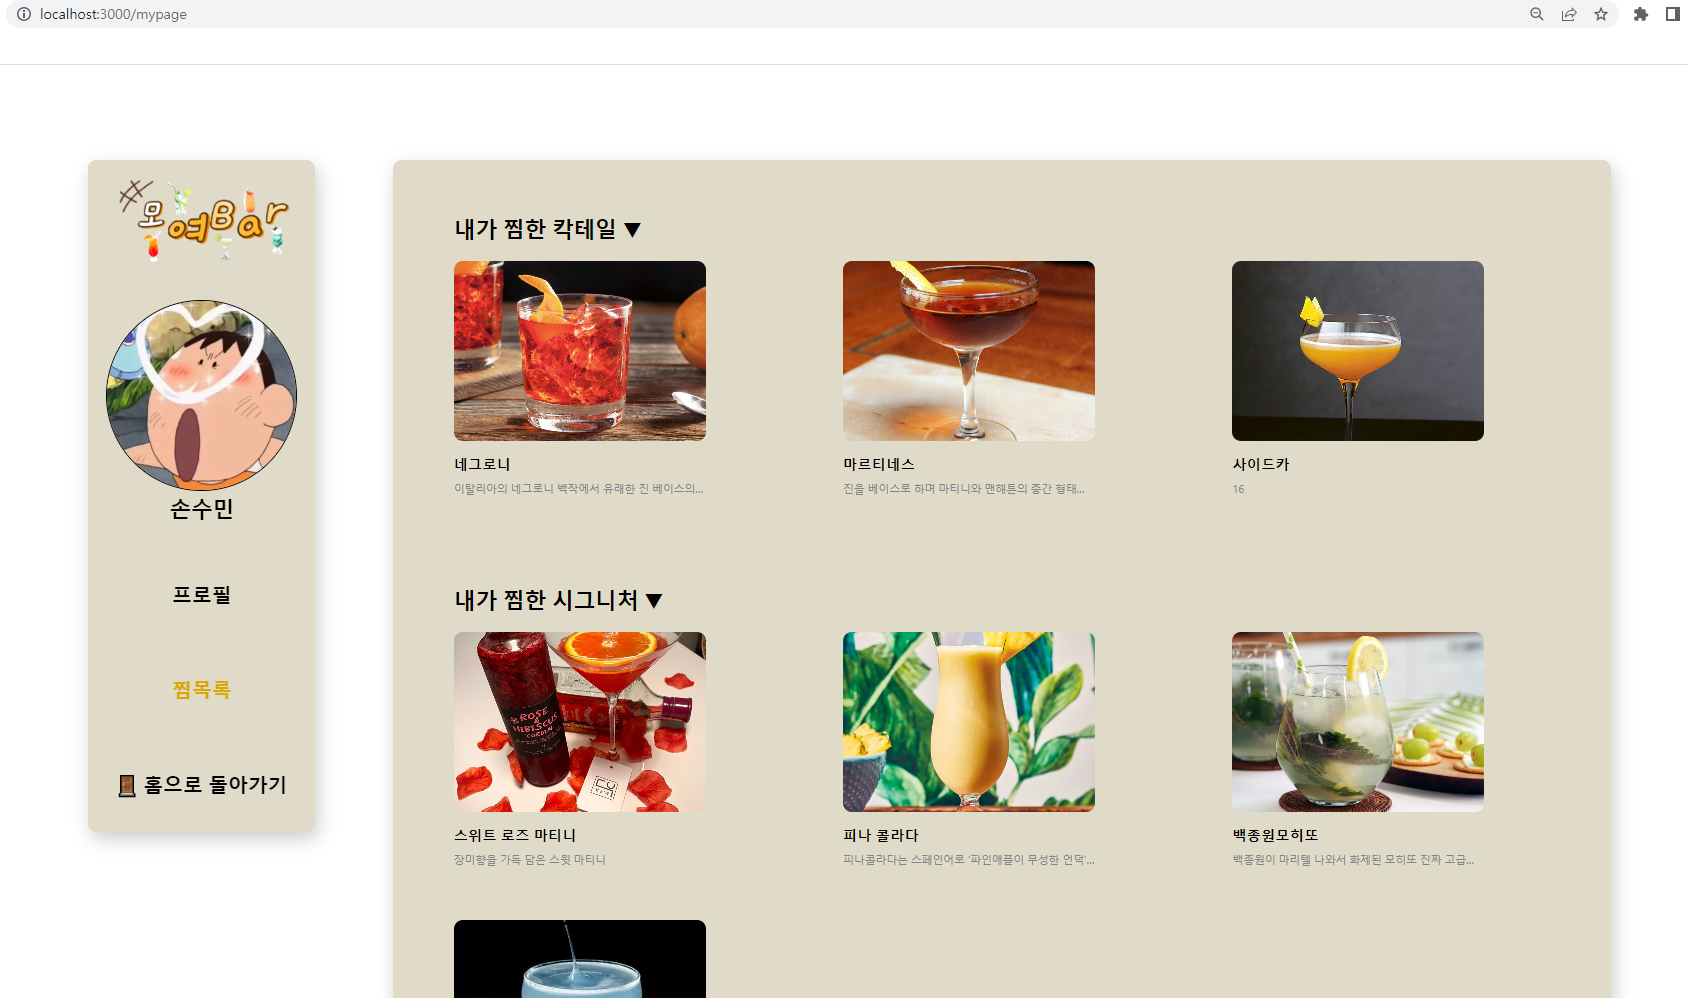 localhost:3000/mypage
모여Bar
손수민
프로필
찜목록
홈으로 돌아가기
내가 찜한 칵테일 ▼
네그로니
이탈리아의 네그로니 백작에서 유래한 진 베이스의...
마르티네스
진을 베이스로 하며 마티니와 맨해튼의 중간 형태...
사이드카
16
내가 찜한 시그니처 ▼
ROSE
&
HIBISCUS
CORDIAL
스위트 로즈 마티니
장미향을 가득 담은 스윗 마티니
피나 콜라다
피나콜라다는 스페인어로 '파인애플이 무성한 언덕'...
백종원모히또
백종원이 마리텔 나와서 화제된 모히또 진짜 고급...